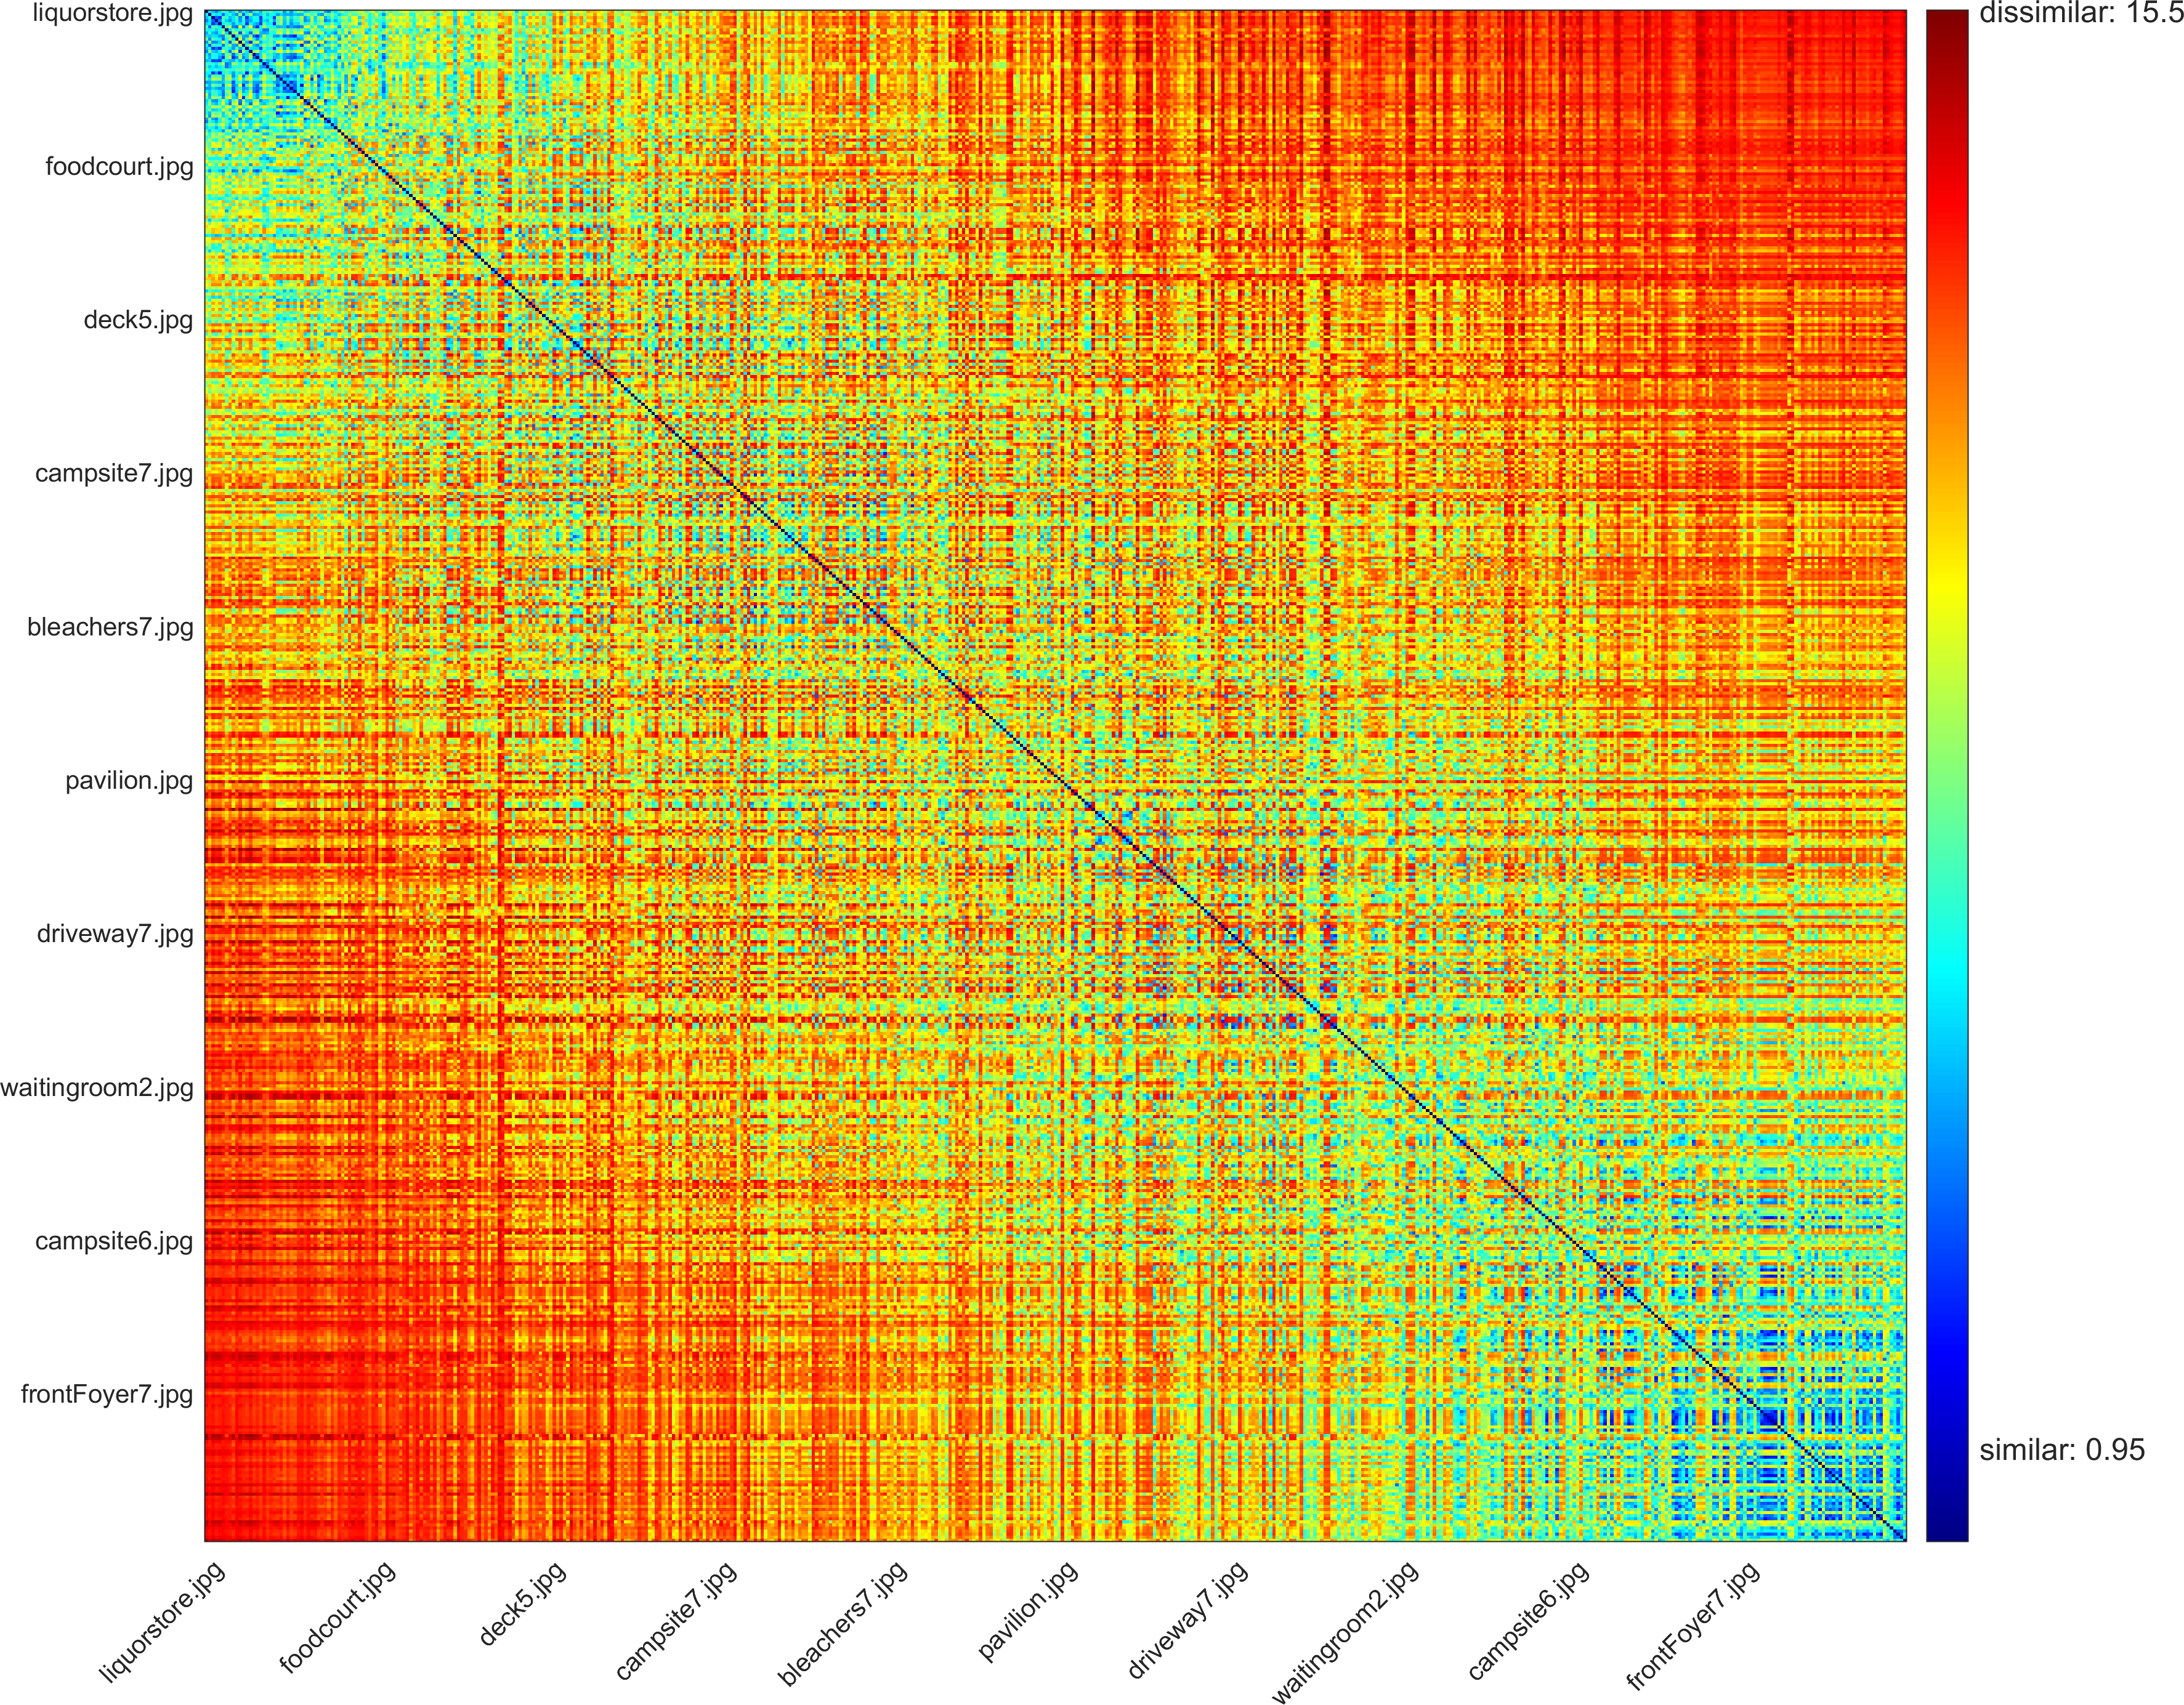 liquorstore.jpg
foodcourt.jpg
deck5.jpg
campsite7.jpg
bleachers7.jpg
pavilion.jpg
driveway7.jpg
waitingroom2.jpg
campsite6.jpg
frontFoyer7.jpg
liquorstore.jpg
foodcourt.jpg
deck5.jpg
campsite7.jpg
bleachers7.jpg
pavilion.jpg
driveway7.jpg
waitingroom2.jpg
campsite6.jpg
frontFoyer7.jpg
dissimilar: 15.5
similar: 0.95